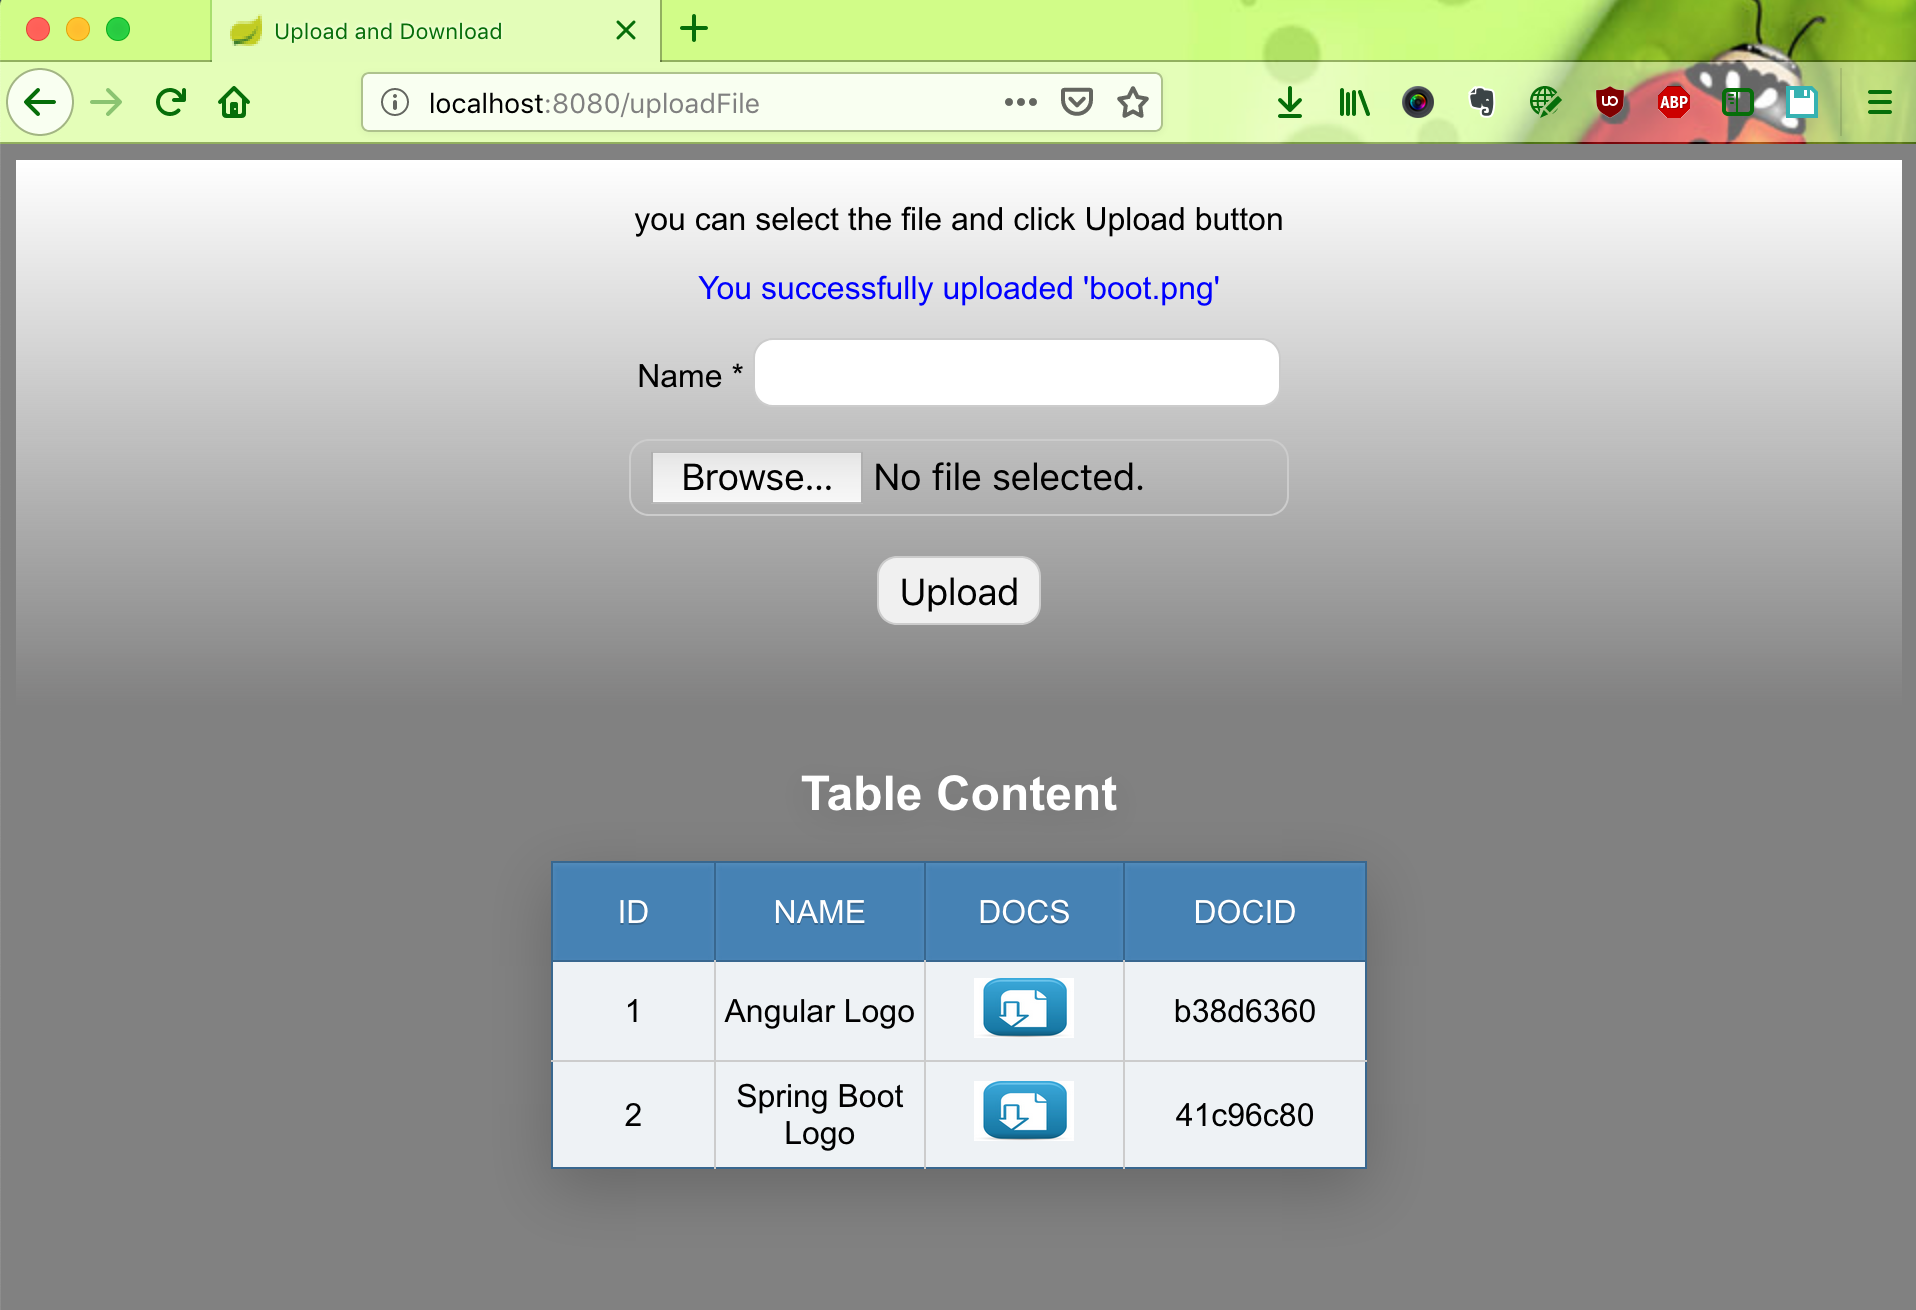 Upload and Download
localhost:8080/uploadFile
UO
ABP
you can select the file and click Upload button
You successfully uploaded 'boot.png'
Name *
Browse... No file selected.
Upload
Table Content
ID NAME DOCS DOCID
1 Angular Logo b38d6360
2 Spring Boot Logo 41c96c80